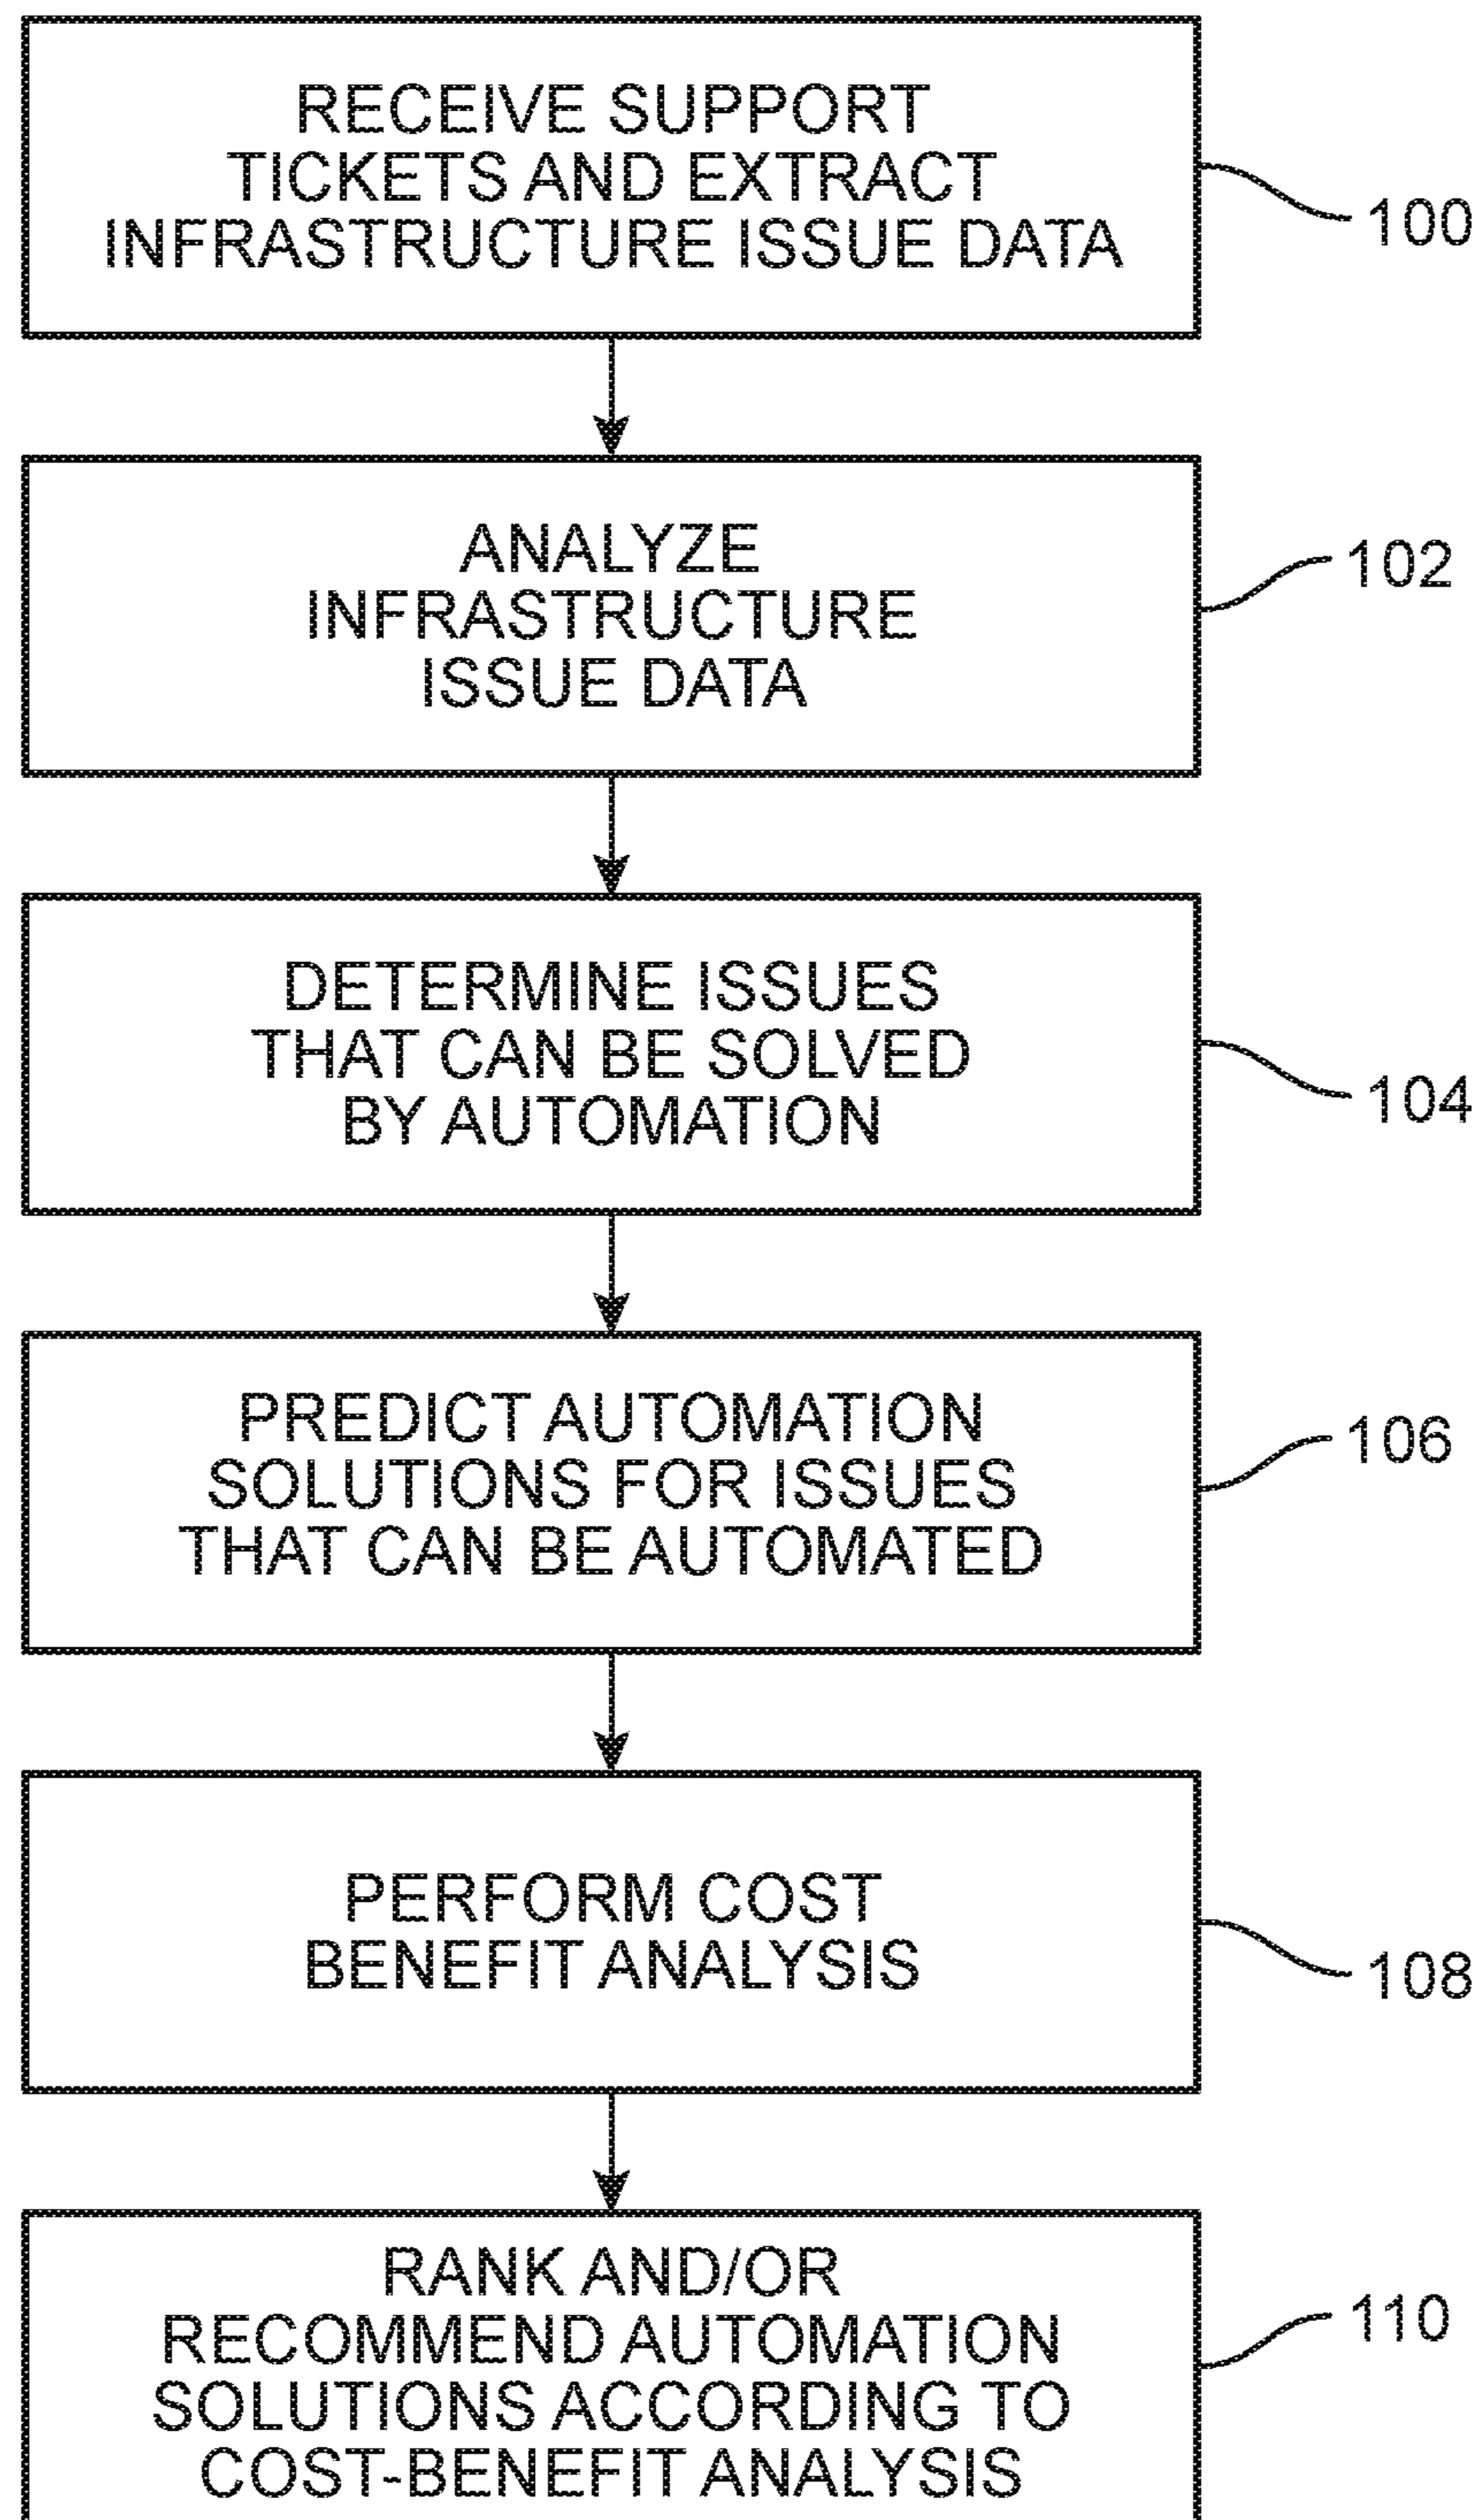 RECEIVE SUPPORT
TICKETS AND EXTRACT
INFRASTRUCTURE ISSUE DATA
100
ANALYZE
INFRASTRUCTURE
ISSUE DATA
102
DETERMINE ISSUES
THAT CAN BE SOLVED
BY AUTOMATION
104
PREDICT AUTOMATION
SOLUTIONS FOR ISSUES
THAT CAN BE AUTOMATED
106
PERFORM COST
BENEFIT ANALYSIS
108
RANK AND/OR
RECOMMEND AUTOMATION
SOLUTIONS ACCORDING TO
COST-BENEFIT ANALYSIS
110